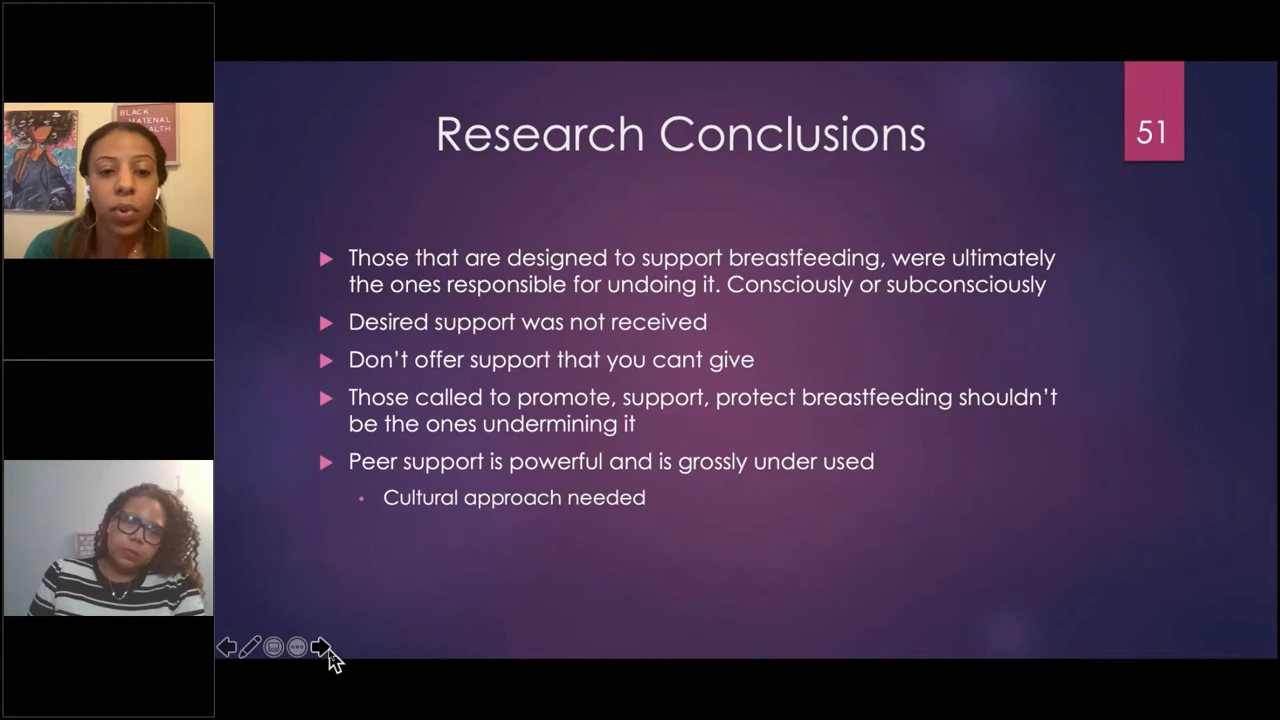 BLACK
MATENAL
HEALTH
Research Conclusions
51
Those that are designed to support breastfeeding, were ultimately
the ones responsible for undoing it. Consciously or subconsciously
Desired support was not received
Don't offer support that you cant give
Those called to promote, support, protect breastfeeding shouldn't
be the ones undermining it
Peer support is powerful and is grossly under used
Cultural approach needed